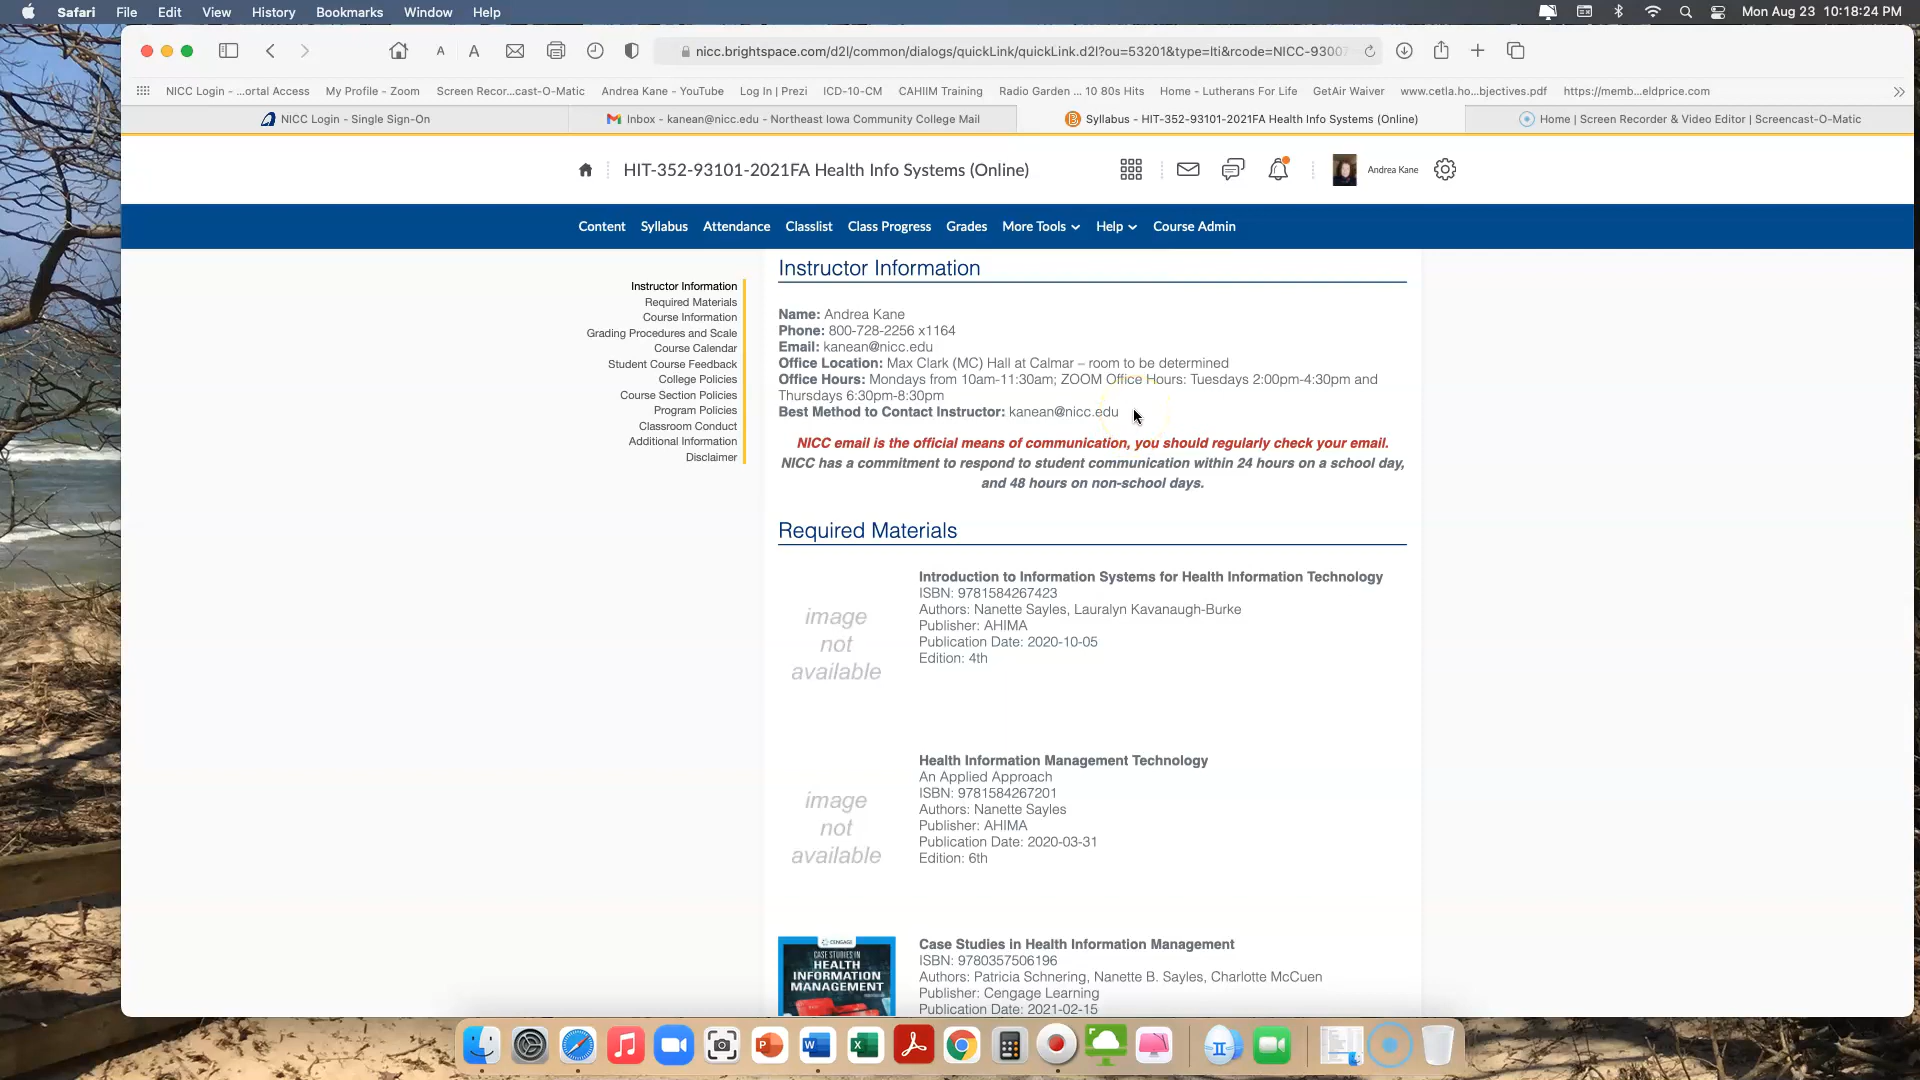 Safari File Edit View History Bookmarks Window Help Mon Aug 23 10:18:24 PM
A A nicc.brightspace.com/d2l/common/dialogs/quickLink/quickLink.d2l?ou=53201&type=lti&rcode=NICC-9300
NICC Login - ...ortal Access My Profile - Zoom Screen Recor...cast-O-Matic Andrea Kane - YouTube Log In | Prezi ICD-10-CM CAHIIM Training Radio Garden ... 10 80s Hits Home - Lutherans For Life GetAir Waiver www.cetla.ho...bjectives.pdf https://memb...eldprice.com
NICC Login - Single Sign-On Inbox - kanean@nicc.edu - Northeast Iowa Community College Mail Syllabus - HIT-352-93101-2021FA Health Info Systems (Online) Home | Screen Recorder & Video Editor | Screencast-O-Matic
HIT-352-93101-2021FA Health Info Systems (Online) Andrea Kane
Content Syllabus Attendance Classlist Class Progress Grades More Tools Help Course Admin
Instructor Information
Required Materials
Course Information
Grading Procedures and Scale
Course Calendar
Student Course Feedback
College Policies
Course Section Policies
Program Policies
Classroom Conduct
Additional Information
Disclaimer
Instructor Information
Name: Andrea Kane
Phone: 800-728-2256 x1164
Email: kanean@nicc.edu
Office Location: Max Clark (MC) Hall at Calmar – room to be determined
Office Hours: Mondays from 10am-11:30am; ZOOM Office Hours: Tuesdays 2:00pm-4:30pm and
Thursdays 6:30pm-8:30pm
Best Method to Contact Instructor: kanean@nicc.edu
NICC email is the official means of communication, you should regularly check your email.
NICC has a commitment to respond to student communication within 24 hours on a school day,
and 48 hours on non-school days.
Required Materials
image
not
available
Introduction to Information Systems for Health Information Technology
ISBN: 9781584267423
Authors: Nanette Sayles, Lauralyn Kavanaugh-Burke
Publisher: AHIMA
Publication Date: 2020-10-05
Edition: 4th
image
not
available
Health Information Management Technology
An Applied Approach
ISBN: 9781584267201
Authors: Nanette Sayles
Publisher: AHIMA
Publication Date: 2020-03-31
Edition: 6th
CENGAGE
CASE STUDIES IN
HEALTH
INFORMATION
MANAGEMENT
Case Studies in Health Information Management
ISBN: 9780357506196
Authors: Patricia Schnering, Nanette B. Sayles, Charlotte McCuen
Publisher: Cengage Learning
Publication Date: 2021-02-15
P W X